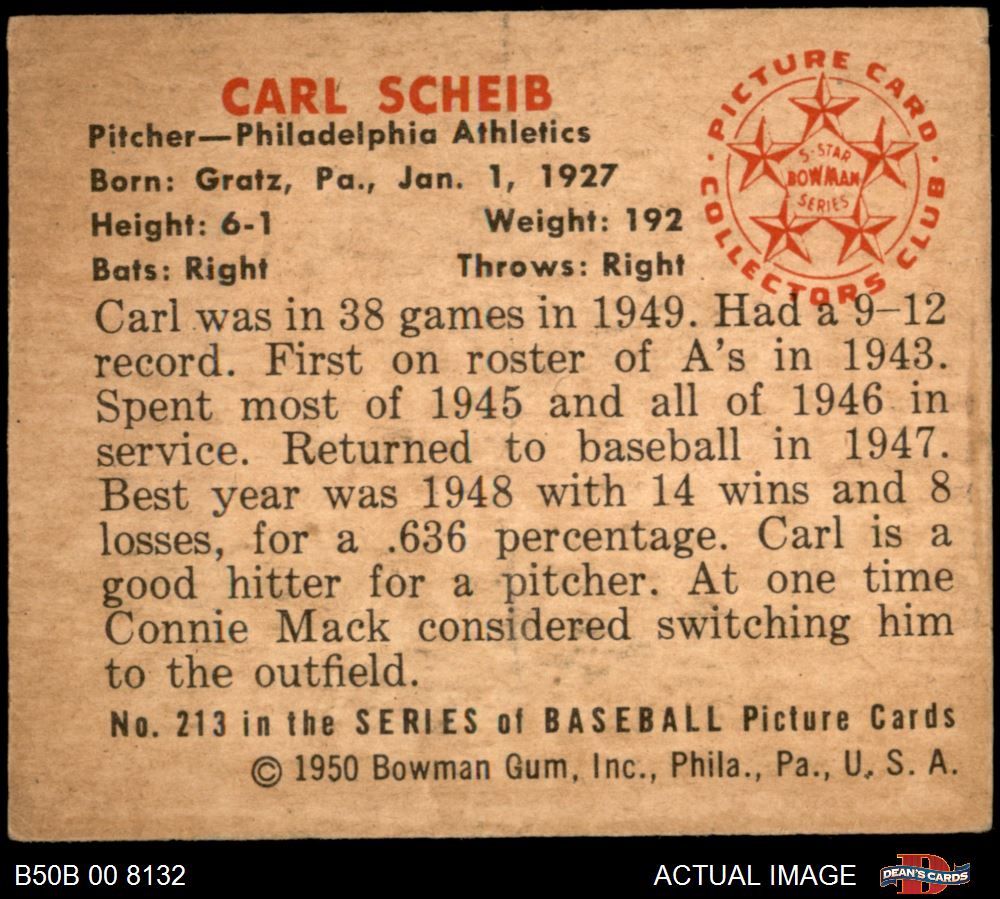 CARL SCHEIB
Pitcher—Philadelphia Athletics
Born: Gratz, Pa., Jan. 1, 1927
Height: 6-1 Weight: 192
Bats: Right Throws: Right
· PICTURE CARD ·
COLLECTORS CLUB
5-STAR
BOWMAN
SERIES
Carl was in 38 games in 1949. Had a 9–12
record. First on roster of A's in 1943.
Spent most of 1945 and all of 1946 in
service. Returned to baseball in 1947.
Best year was 1948 with 14 wins and 8
losses, for a .636 percentage. Carl is a
good hitter for a pitcher. At one time
Connie Mack considered switching him
to the outfield.
No. 213 in the SERIES of BASEBALL Picture Cards
© 1950 Bowman Gum, Inc., Phila., Pa., U. S. A.
B50B 00 8132 ACTUAL IMAGE
D
DEAN'S CARDS